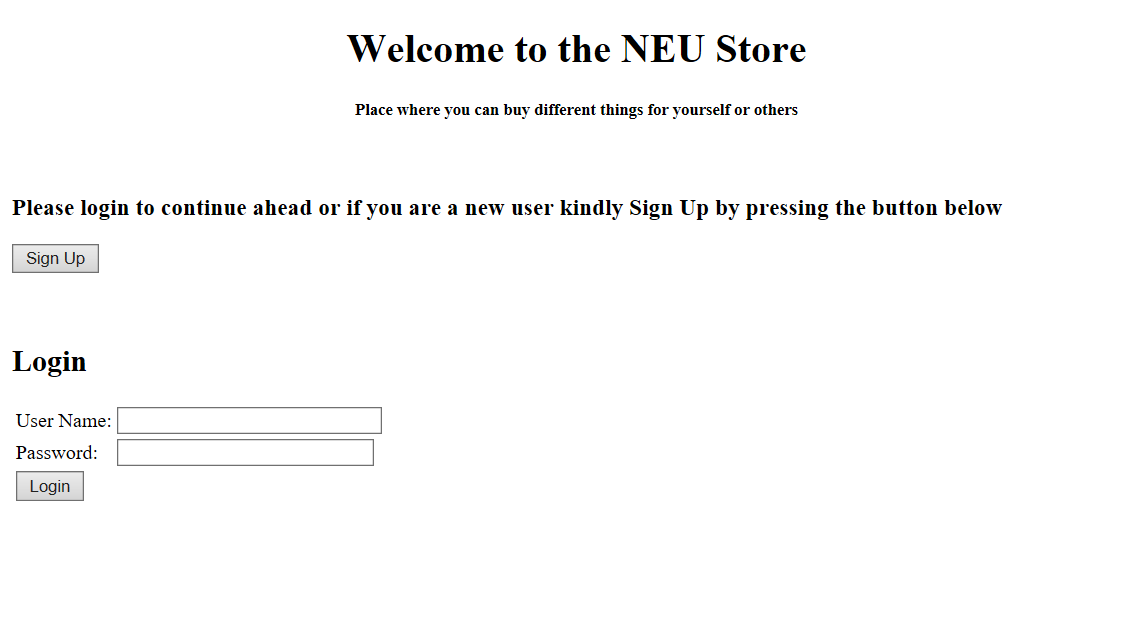 Welcome to the NEU Store
Place where you can buy different things for yourself or others
Please login to continue ahead or if you are a new user kindly Sign Up by pressing the button below
Sign Up
Login
User Name:
Password:
Login